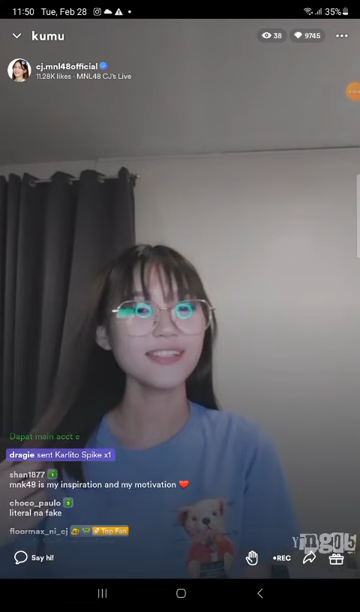 11:50 Tue, Feb 28
35%
kumu
38
9745
cj.mnl48official
11.28K likes · MNL48 CJ's Live
Dapat main acct e
dragie sent Karlito Spike x1
shan1877
mnk48 is my inspiration and my motivation ❤️
choco_paulo
literal na fake
floormax_ni_cj Top Fan
Say hi!
•REC